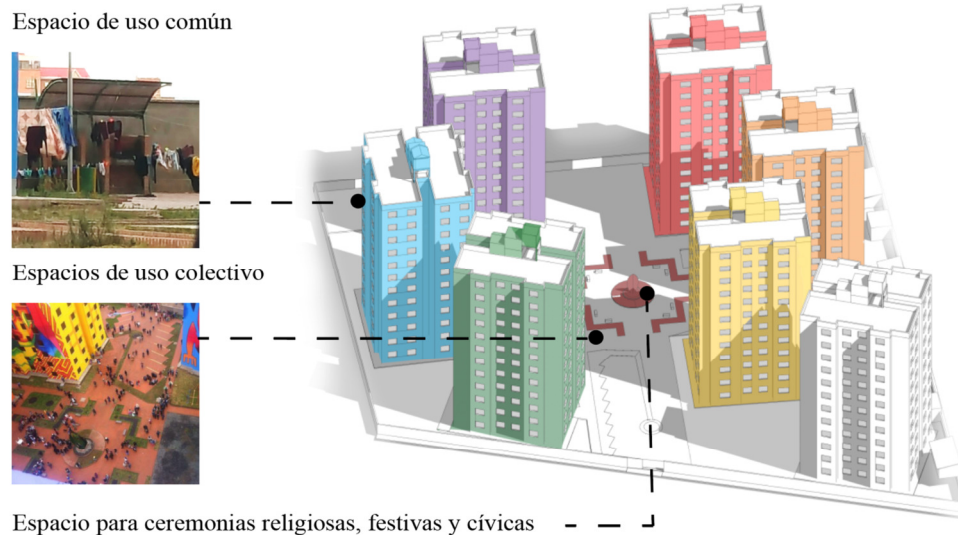 Espacio de uso común
Espacios de uso colectivo
Espacio para ceremonias religiosas, festivas y cívicas